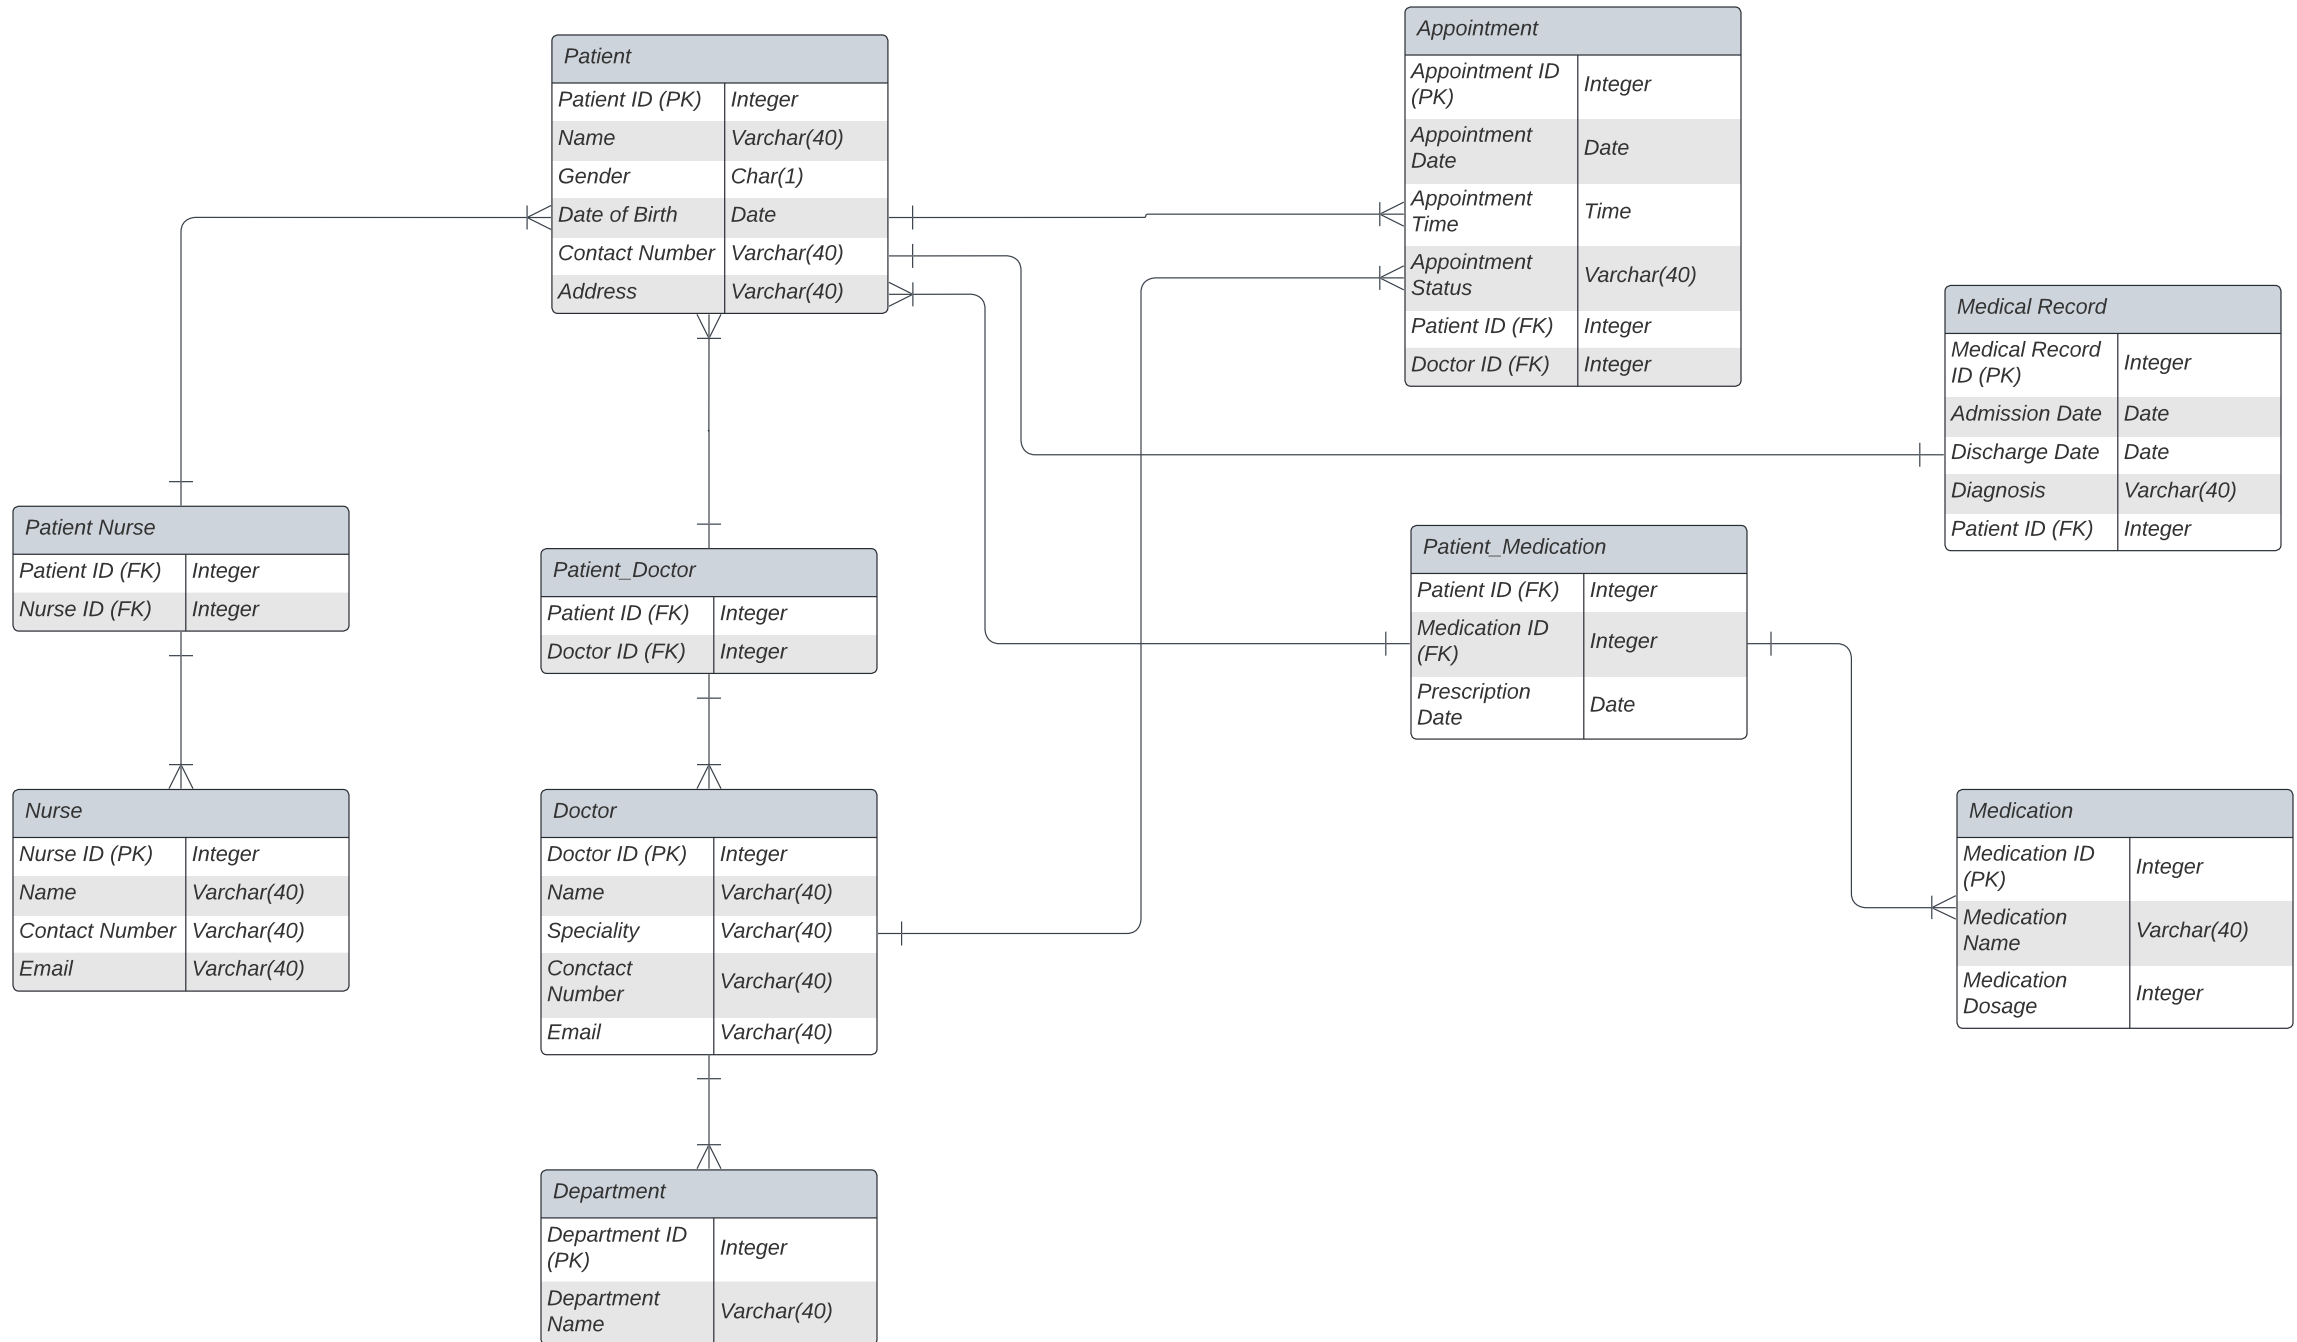 Patient
Patient ID (PK) Integer
Name Varchar(40)
Gender Char(1)
Date of Birth Date
Contact Number Varchar(40)
Address Varchar(40)
Appointment
Appointment ID
(PK)
Integer
Appointment
Date
Date
Appointment
Time
Time
Appointment
Status
Varchar(40)
Patient ID (FK) Integer
Doctor ID (FK) Integer
Medical Record
Medical Record
ID (PK)
Integer
Admission Date Date
Discharge Date Date
Diagnosis Varchar(40)
Patient ID (FK) Integer
Patient Nurse
Patient ID (FK) Integer
Nurse ID (FK) Integer
Patient_Doctor
Patient ID (FK) Integer
Doctor ID (FK) Integer
Patient_Medication
Patient ID (FK) Integer
Medication ID
(FK)
Integer
Prescription
Date
Date
Nurse
Nurse ID (PK) Integer
Name Varchar(40)
Contact Number Varchar(40)
Email Varchar(40)
Doctor
Doctor ID (PK) Integer
Name Varchar(40)
Speciality Varchar(40)
Conctact
Number
Varchar(40)
Email Varchar(40)
Medication
Medication ID
(PK)
Integer
Medication
Name
Varchar(40)
Medication
Dosage
Integer
Department
Department ID
(PK)
Integer
Department
Name
Varchar(40)